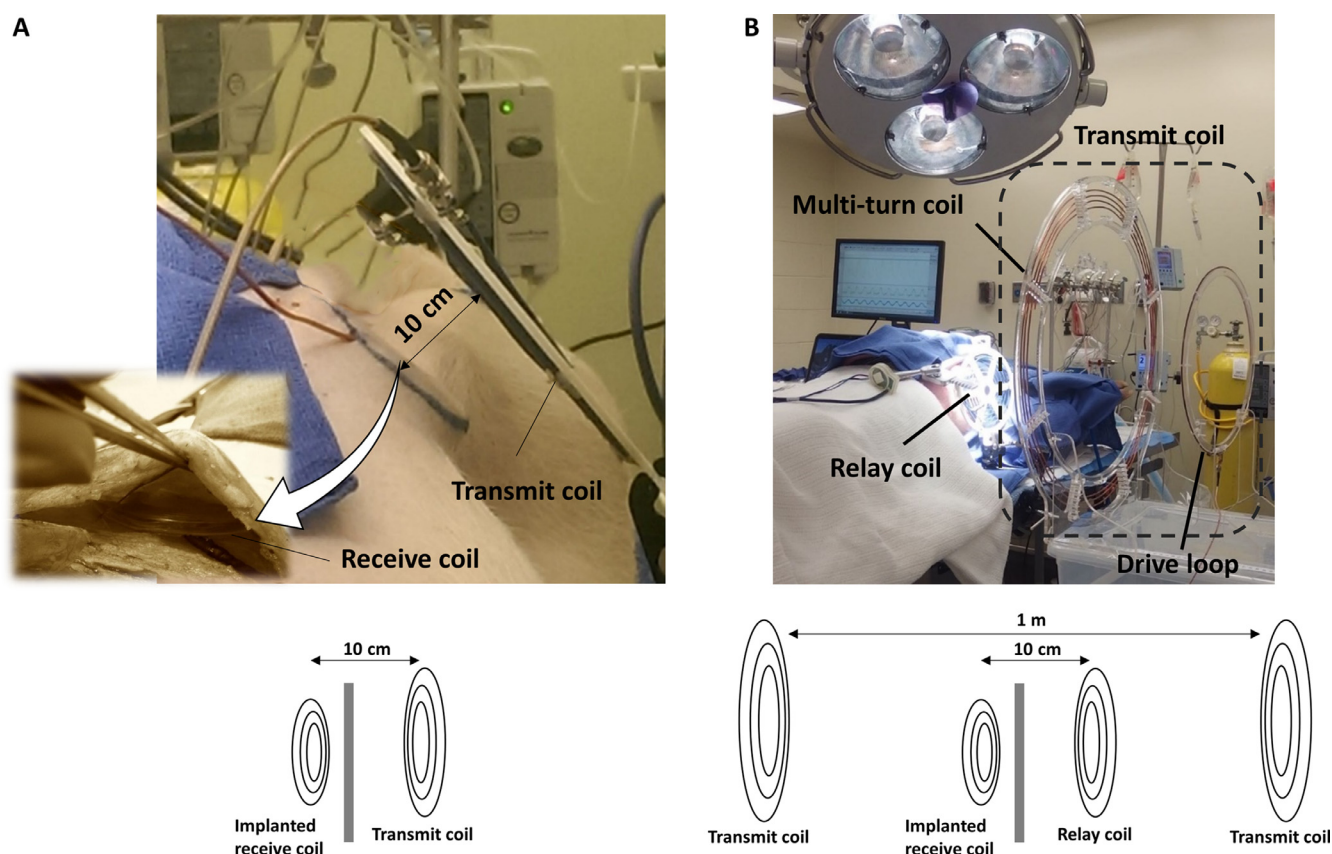 A
10 cm
Transmit coil
Receive coil
10 cm
Implanted
receive coil
Transmit coil
B
Transmit coil
Multi-turn coil
Relay coil
Drive loop
1 m
10 cm
Transmit coil
Implanted
receive coil
Relay coil
Transmit coil